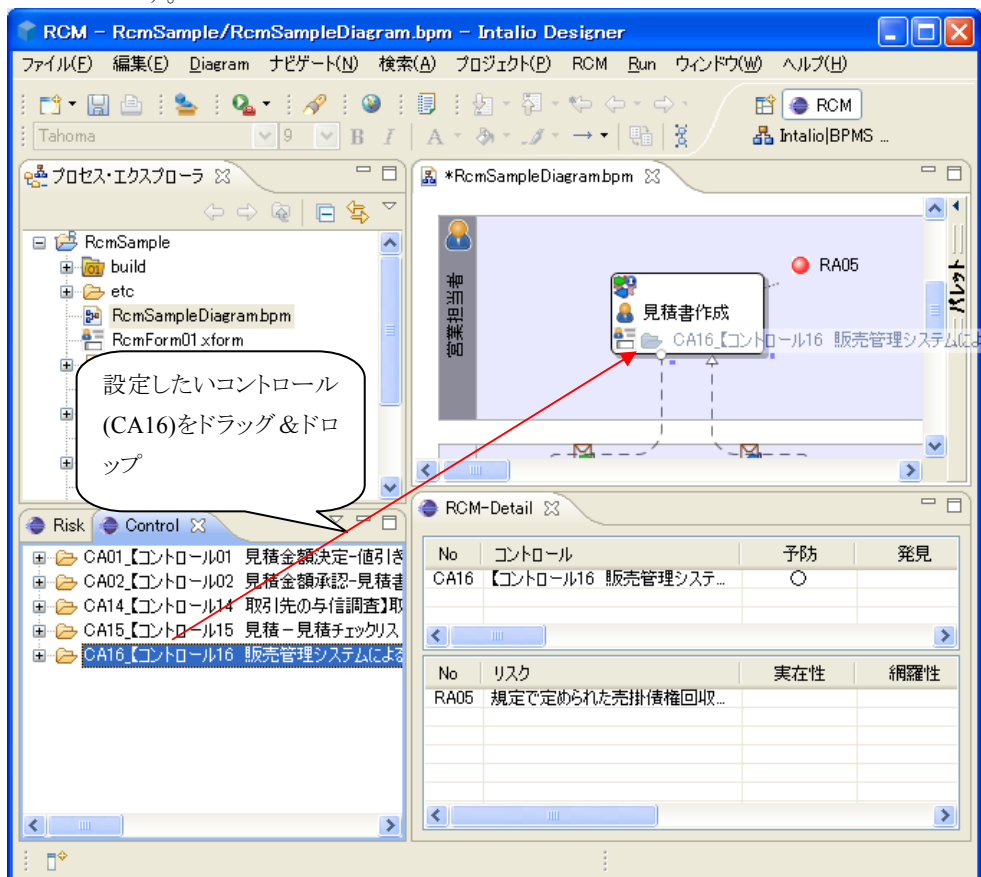 す。
RCM – RcmSample/RcmSampleDiagram.bpm – Intalio Designer
ファイル(F) 編集(E) Diagram ナビゲート(N) 検索(A) プロジェクト(P) RCM Run ウィンドウ(W) ヘルプ(H)
RCM
Tahoma 9 B I A Intalio|BPMS ...
プロセス・エクスプローラ
RcmSample
build
etc
RcmSampleDiagram.bpm
RcmForm01.xform
設定したいコントロール
(CA16)をドラッグ&ドロ
ップ
*RcmSampleDiagram.bpm
営業担当者
RA05
見積書作成
CA16_【コントロール16 販売管理システムによ
パレット
Risk Control
CA01_【コントロール01 見積金額決定-値引き
CA02_【コントロール02 見積金額承認-見積書
CA14_【コントロール14 取引先の与信調査】取
CA15_【コントロール15 見積－見積チェックリス
CA16_【コントロール16 販売管理システムによる
RCM-Detail
No コントロール 予防 発見
CA16 【コントロール16 販売管理システ... ○
No リスク 実在性 網羅性
RA05 規定で定められた売掛債権回収...